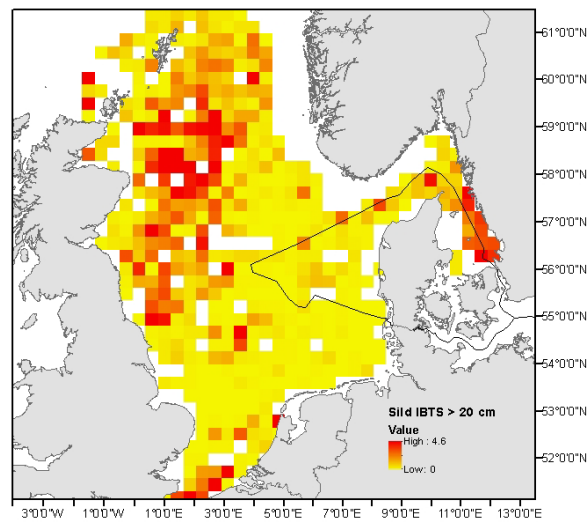 61°0'0"N
60°0'0"N
59°0'0"N
58°0'0"N
57°0'0"N
56°0'0"N
55°0'0"N
54°0'0"N
53°0'0"N
52°0'0"N
Sild IBTS > 20 cm
Value
High : 4.6
Low: 0
3°0'0"W 1°0'0"W 1°0'0"E 3°0'0"E 5°0'0"E 7°0'0"E 9°0'0"E 11°0'0"E 13°0'0"E